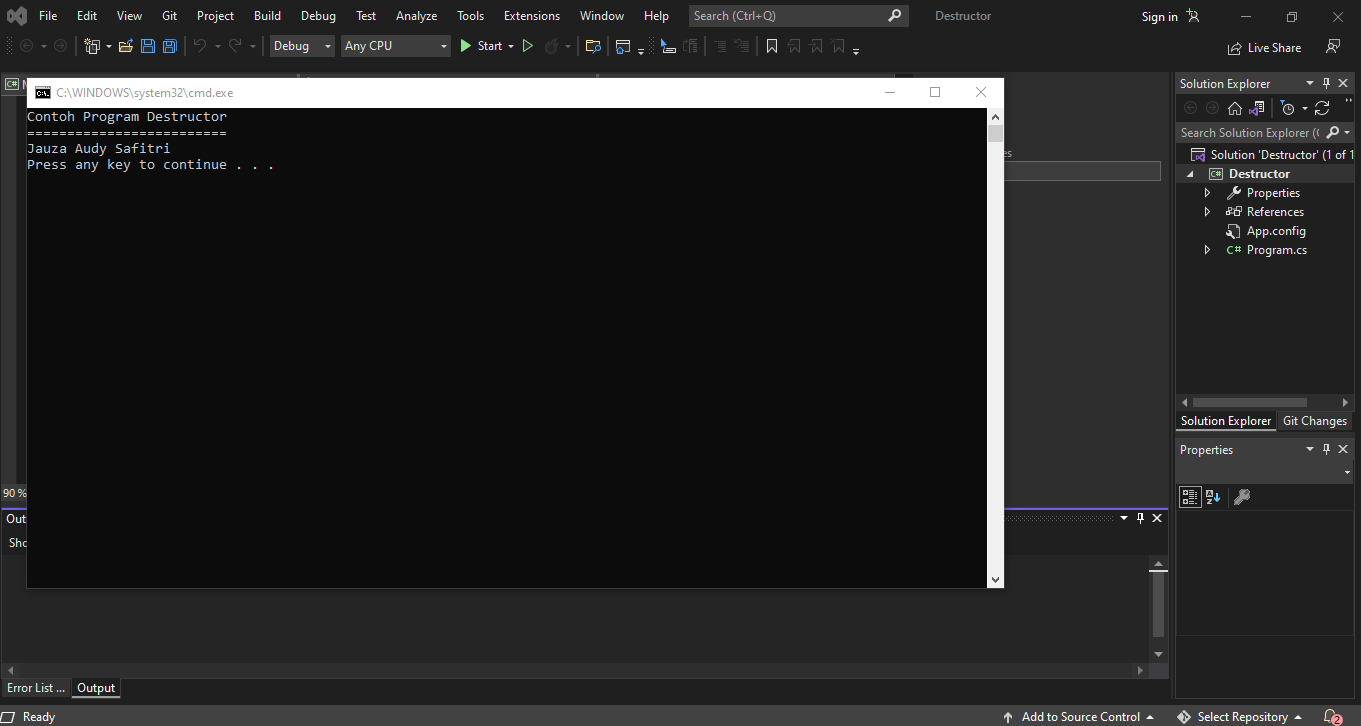 File Edit View Git Project Build Debug Test Analyze Tools Extensions Window Help Search (Ctrl+Q) Destructor Sign in
Debug Any CPU Start Live Share
C:\WINDOWS\system32\cmd.exe
Contoh Program Destructor
=========================
Jauza Audy Safitri
Press any key to continue . . .
90 %
Out
Sho
es
Solution Explorer
Search Solution Explorer (
Solution 'Destructor' (1 of 1
C# Destructor
Properties
References
App.config
C# Program.cs
Solution Explorer Git Changes
Properties
Error List ... Output
Ready Add to Source Control Select Repository 2